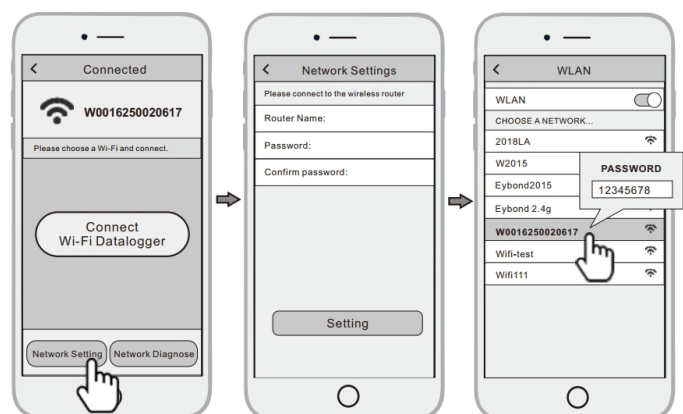 Connected
W0016250020617
Please choose a Wi-Fi and connect.
Connect
Wi-Fi Datalogger
Network Setting
Network Diagnose
Network Settings
Please connect to the wireless router
Router Name:
Password:
Confirm password:
Setting
WLAN
WLAN
CHOOSE A NETWORK...
2018LA
W2015
Eybond2015
Eybond 2.4g
W0016250020617
Wifi-test
Wifi111
PASSWORD
12345678